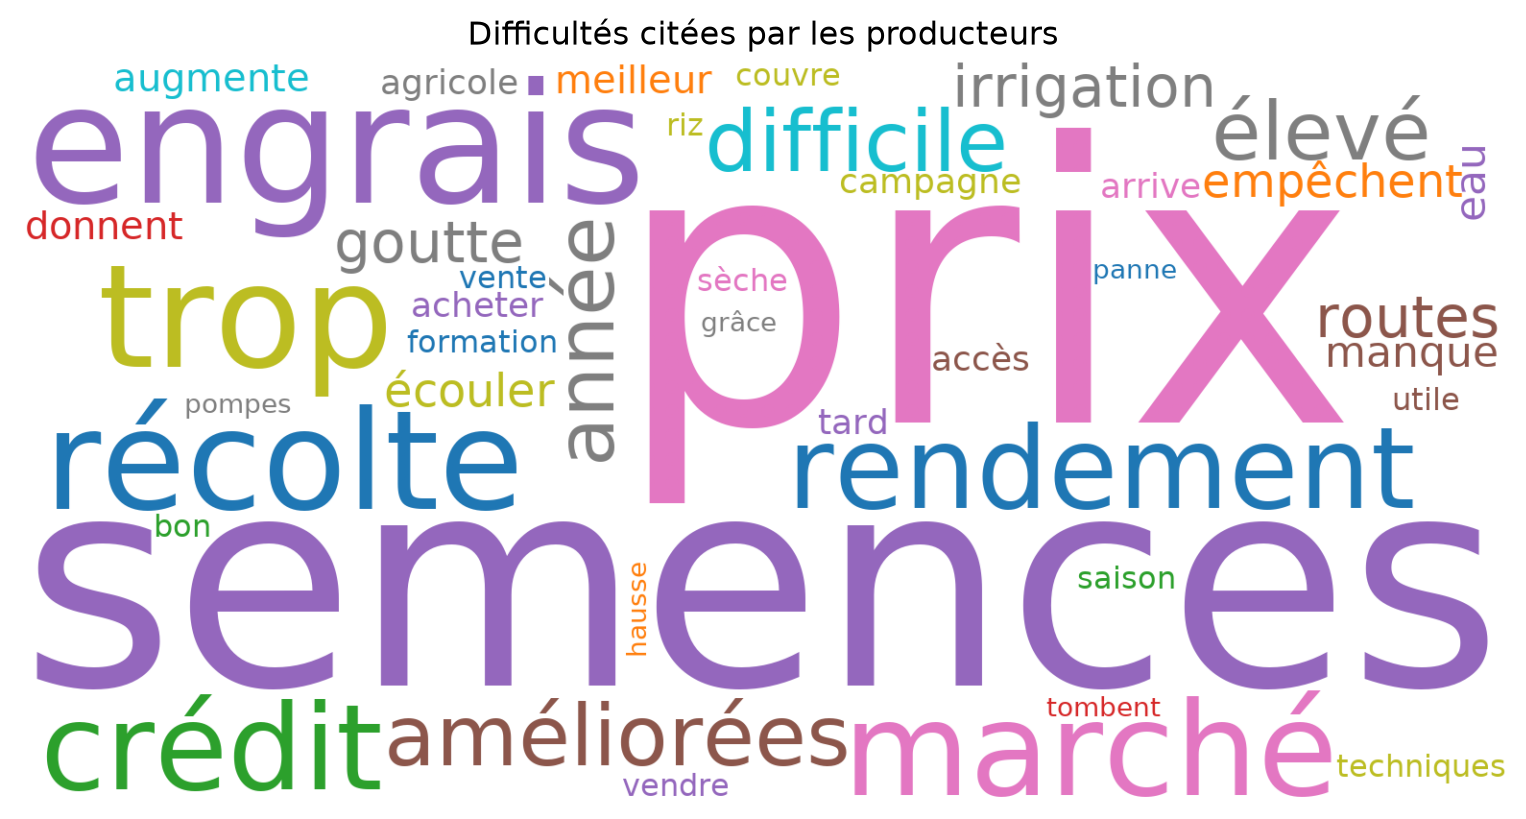 Difficultés citées par les producteurs
augmente
agricole
meilleur
couvre
irrigation
engrais
riz
difficile
élevé
campagne
arrive
empêchent
eau
donnent
goutte
année
prix
vente
sèche
panne
trop
acheter
grâce
routes
formation
accès
manque
écouler
pompes
utile
tard
récolte
rendement
bon
semences
hausse
saison
crédit
améliorées
marché
tombent
techniques
vendre